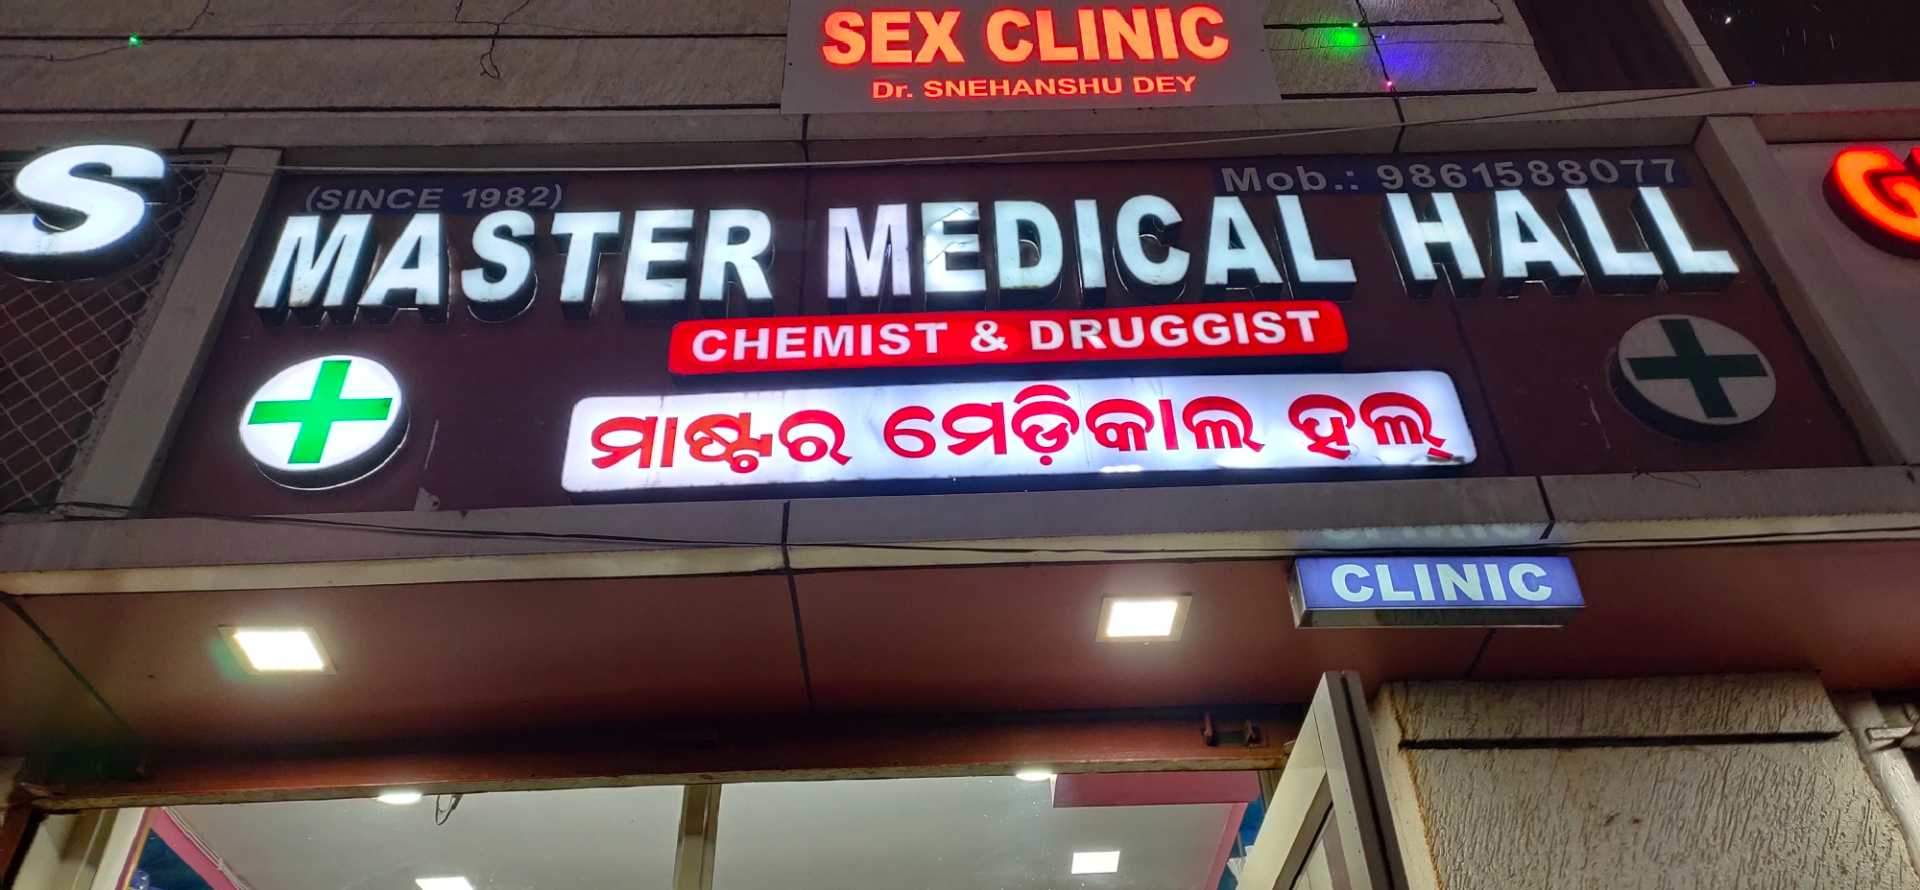 SEX CLINIC
Dr. SNEHANSHU DEY
(SINCE 1982)
Mob.: 9861588077
S
MASTER MEDICAL HALL
CHEMIST & DRUGGIST
ମାଷ୍ଟର ମେଡ଼ିକାଲ ହଲ୍
CLINIC